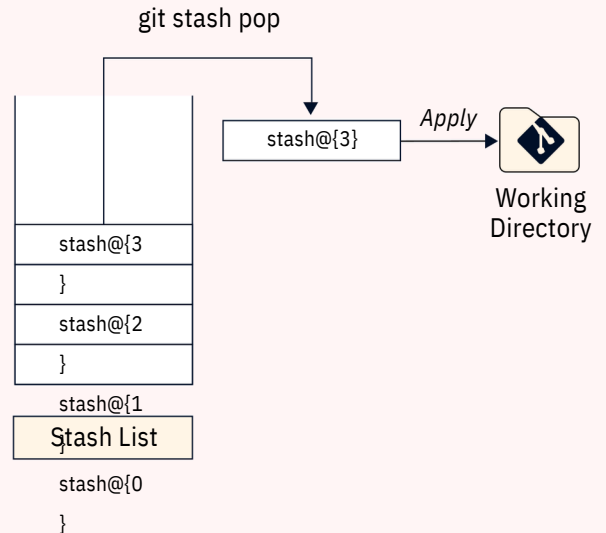 git stash pop
stash@{3}
Apply
Working
Directory
stash@{3
}
stash@{2
}
stash@{1
}
Stash List
stash@{0
}